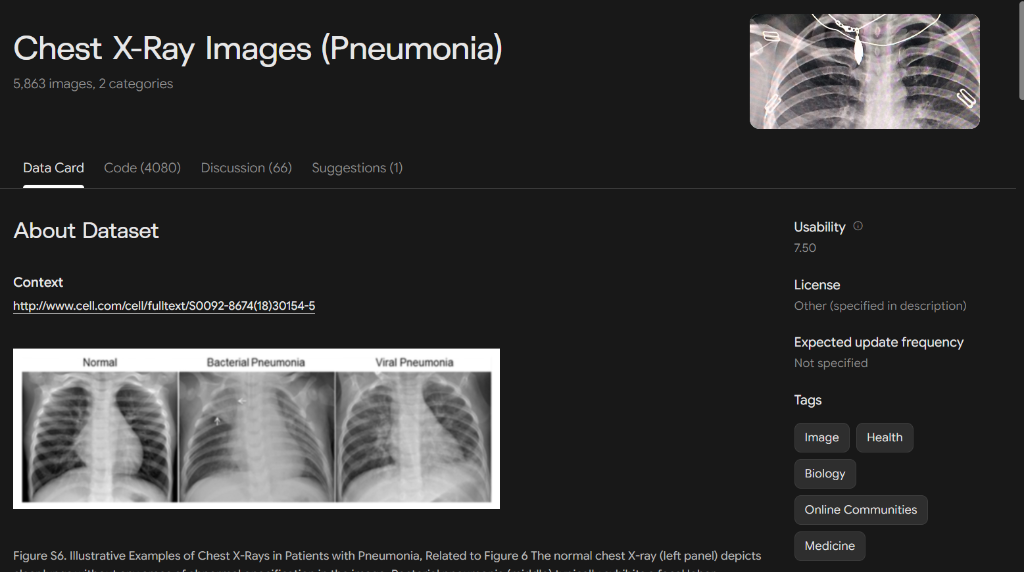 Chest X-Ray Images (Pneumonia)
5,863 images, 2 categories
Data Card Code (4080) Discussion (66) Suggestions (1)
About Dataset
Context
http://www.cell.com/cell/fulltext/S0092-8674(18)30154-5
Normal Bacterial Pneumonia Viral Pneumonia
Figure S6. Illustrative Examples of Chest X-Rays in Patients with Pneumonia, Related to Figure 6 The normal chest X-ray (left panel) depicts
Usability
7.50
License
Other (specified in description)
Expected update frequency
Not specified
Tags
Image Health
Biology
Online Communities
Medicine